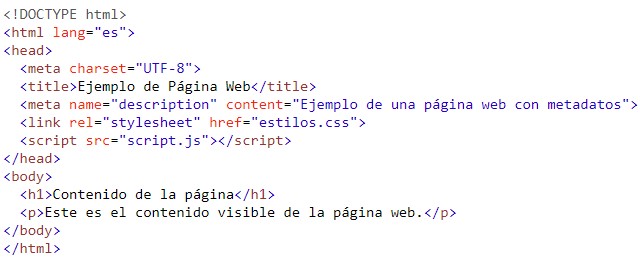 <!DOCTYPE html>
<html lang="es">
<head>
  <meta charset="UTF-8">
  <title>Ejemplo de Página Web</title>
  <meta name="description" content="Ejemplo de una página web con metadatos">
  <link rel="stylesheet" href="estilos.css">
  <script src="script.js"></script>
</head>
<body>
  <h1>Contenido de la página</h1>
  <p>Este es el contenido visible de la página web.</p>
</body>
</html>